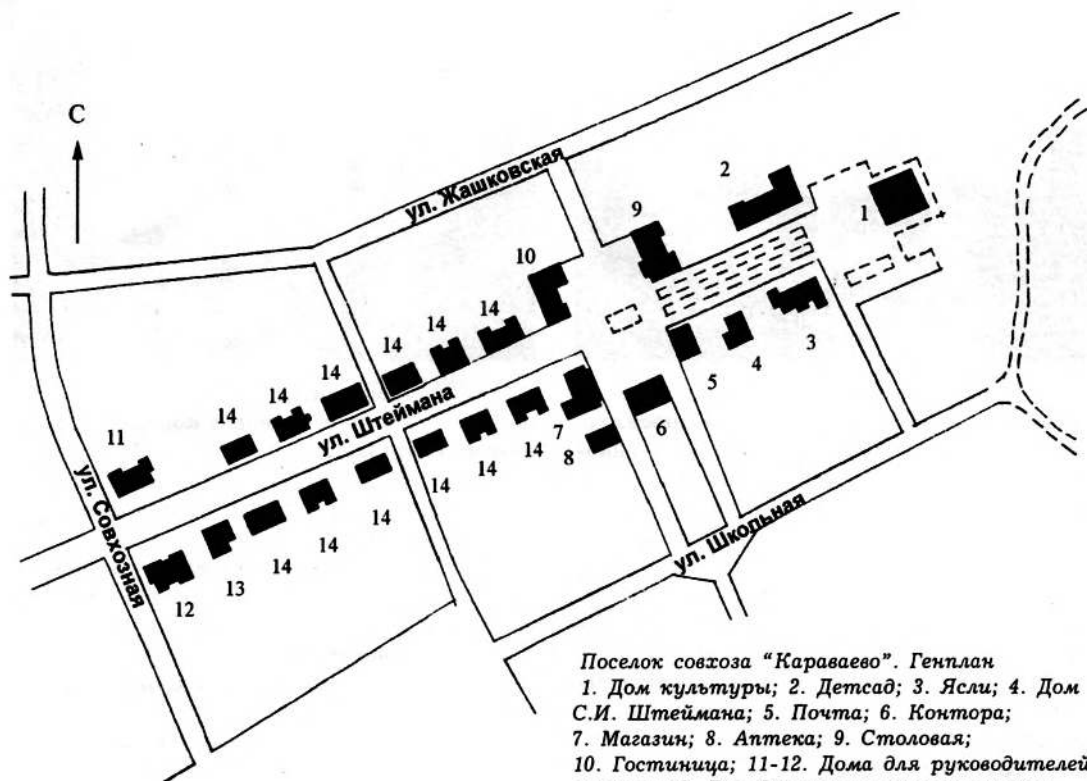 С
ул. Жашковская
2
1
9
10
14
14
14
3
4
5
14
14
14
ул. Штеймана
11
6
7
14
14
14
8
ул. Совхозная
14
14
14
13
12
ул. Школьная
Поселок совхоза "Караваево". Генплан
1. Дом культуры; 2. Детсад; 3. Ясли; 4. Дом
С.И. Штеймана; 5. Почта; 6. Контора;
7. Магазин; 8. Аптека; 9. Столовая;
10. Гостиница; 11-12. Дома для руководителей